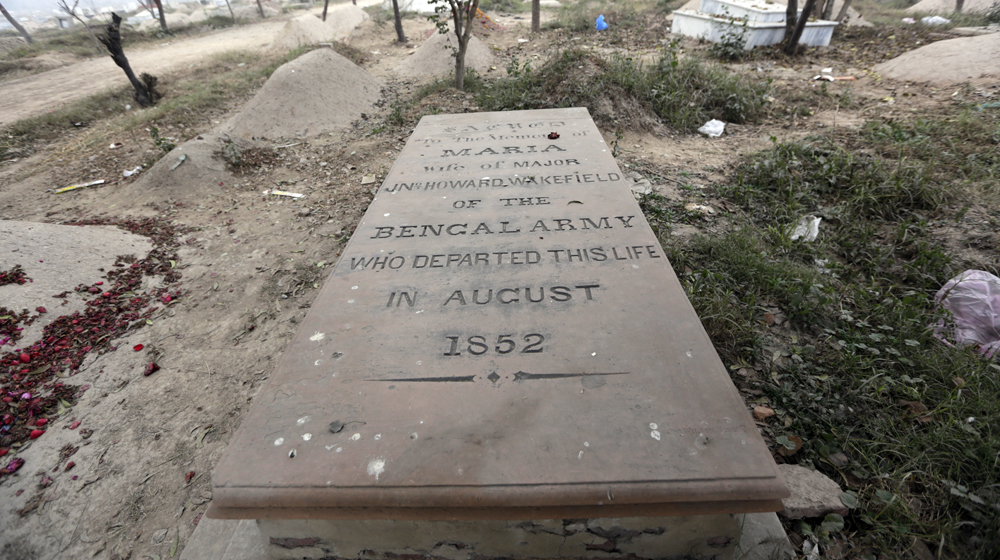 SACRED
To The Memory of
MARIA
Wife of MAJOR
JNO HOWARD WAKEFIELD
OF THE
BENGAL ARMY
WHO DEPARTED THIS LIFE
IN AUGUST
1852